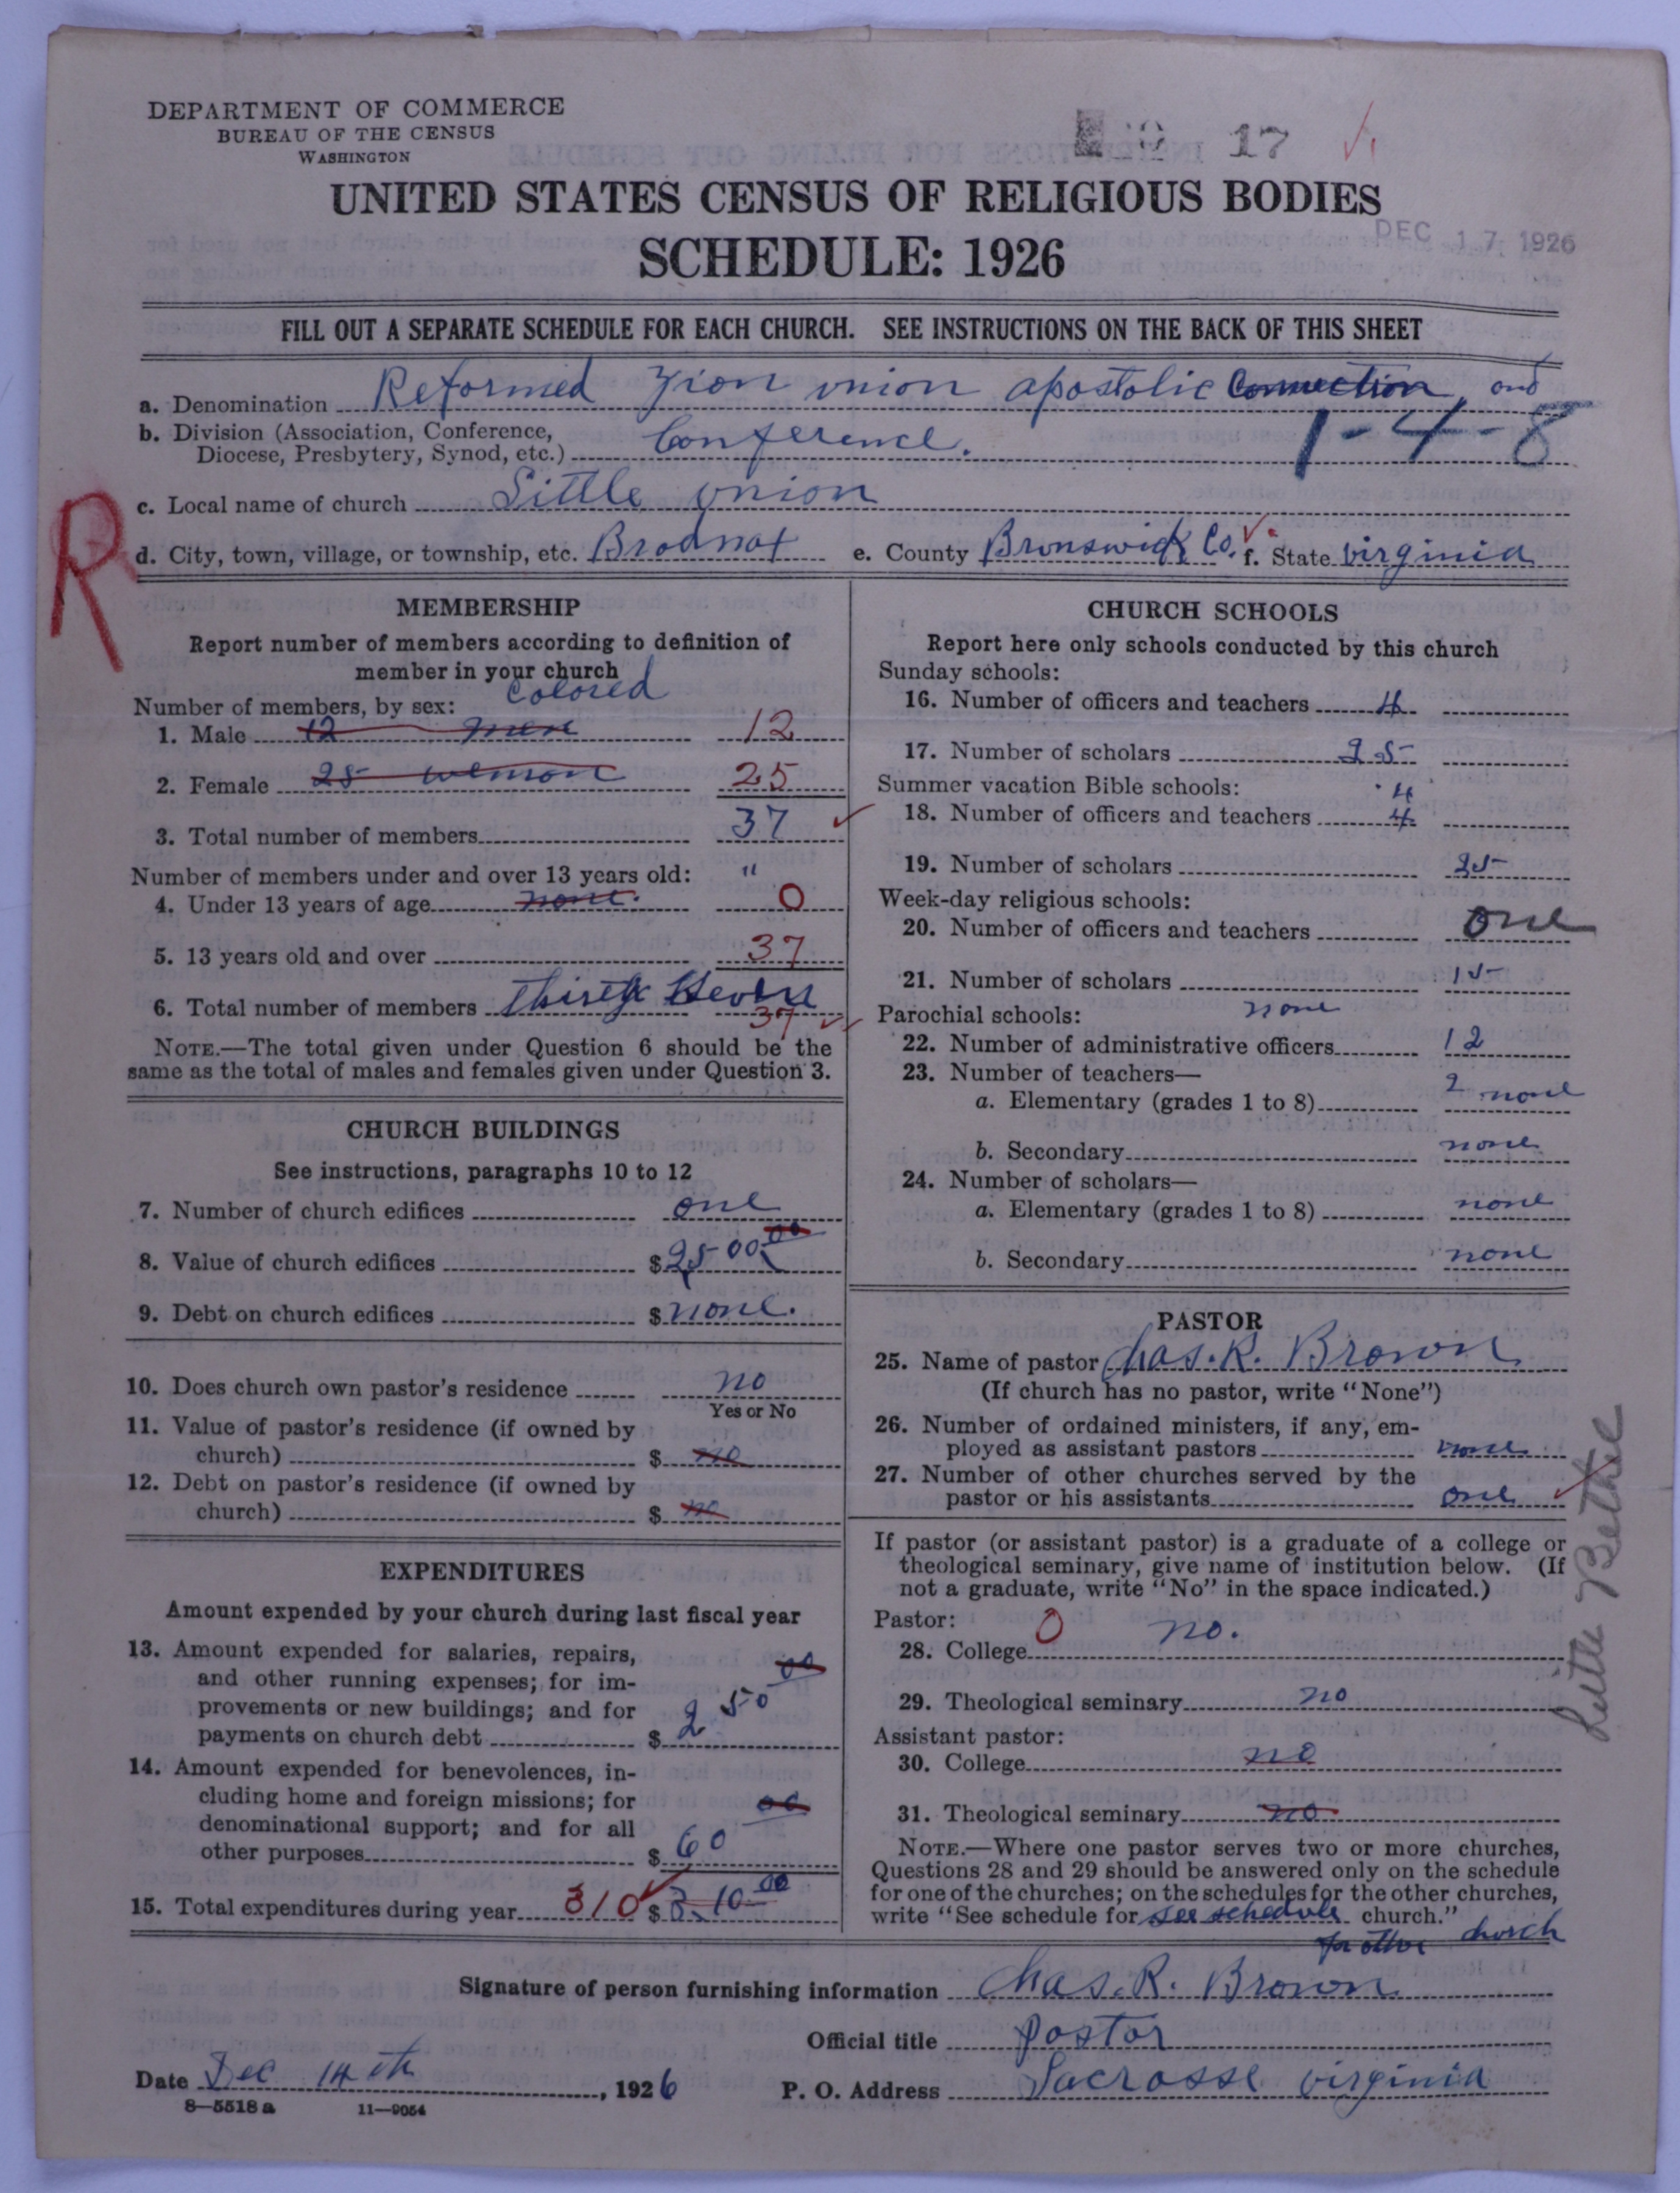 DEPARTMENT OF COMMERCE
BUREAU OF THE CENSUS
WASHINGTON
17
UNITED STATES CENSUS OF RELIGIOUS BODIES
DEC 17 1926
SCHEDULE: 1926
FILL OUT A SEPARATE SCHEDULE FOR EACH CHURCH. SEE INSTRUCTIONS ON THE BACK OF THIS SHEET
a. Denomination Reformed Zion union apostolic Connection and
b. Division (Association, Conference,
Diocese, Presbytery, Synod, etc.) Conference. 1-4-8
c. Local name of church Little union
R
d. City, town, village, or township, etc. Brodnax e. County Brunswick Co. f. State virginia
MEMBERSHIP
Report number of members according to definition of
member in your church
colored
Number of members, by sex:
1. Male 12 men 12
2. Female 25 25
3. Total number of members 37
Number of members under and over 13 years old: "
4. Under 13 years of age none. 0
5. 13 years old and over 37
6. Total number of members thirty Seven
37
NOTE.—The total given under Question 6 should be the
same as the total of males and females given under Question 3.
CHURCH BUILDINGS
See instructions, paragraphs 10 to 12
7. Number of church edifices one
8. Value of church edifices $2500 00
9. Debt on church edifices $none.
10. Does church own pastor's residence no
Yes or No
11. Value of pastor's residence (if owned by
church) $ no
12. Debt on pastor's residence (if owned by
church) $ no
EXPENDITURES
Amount expended by your church during last fiscal year
13. Amount expended for salaries, repairs,
and other running expenses; for im-
provements or new buildings; and for
payments on church debt $ 250 00
14. Amount expended for benevolences, in-
cluding home and foreign missions; for
denominational support; and for all
other purposes $ 60 00
15. Total expenditures during year 310 $ 310 00
CHURCH SCHOOLS
Report here only schools conducted by this church
Sunday schools:
16. Number of officers and teachers 4
17. Number of scholars 25
Summer vacation Bible schools: 4
18. Number of officers and teachers 4
19. Number of scholars 25
Week-day religious schools:
20. Number of officers and teachers one
21. Number of scholars 15
Parochial schools: none
22. Number of administrative officers 12
23. Number of teachers—
a. Elementary (grades 1 to 8) 2 none
b. Secondary none
24. Number of scholars—
a. Elementary (grades 1 to 8) none
b. Secondary none
PASTOR
25. Name of pastor Chas. R. Brown
(If church has no pastor, write "None")
26. Number of ordained ministers, if any, em-
ployed as assistant pastors none
27. Number of other churches served by the
pastor or his assistants one
Little Bethel
If pastor (or assistant pastor) is a graduate of a college or
theological seminary, give name of institution below. (If
not a graduate, write "No" in the space indicated.)
Pastor:
28. College 0 no.
29. Theological seminary no
Assistant pastor:
30. College no
31. Theological seminary no
NOTE.—Where one pastor serves two or more churches,
Questions 28 and 29 should be answered only on the schedule
for one of the churches; on the schedules for the other churches,
write "See schedule for see schedule church."
for other church
Signature of person furnishing information Chas. R. Brown
Official title pastor
Date Dec 14th, 1926 P. O. Address Lacrosse virginia
8—5518 a 11—9054